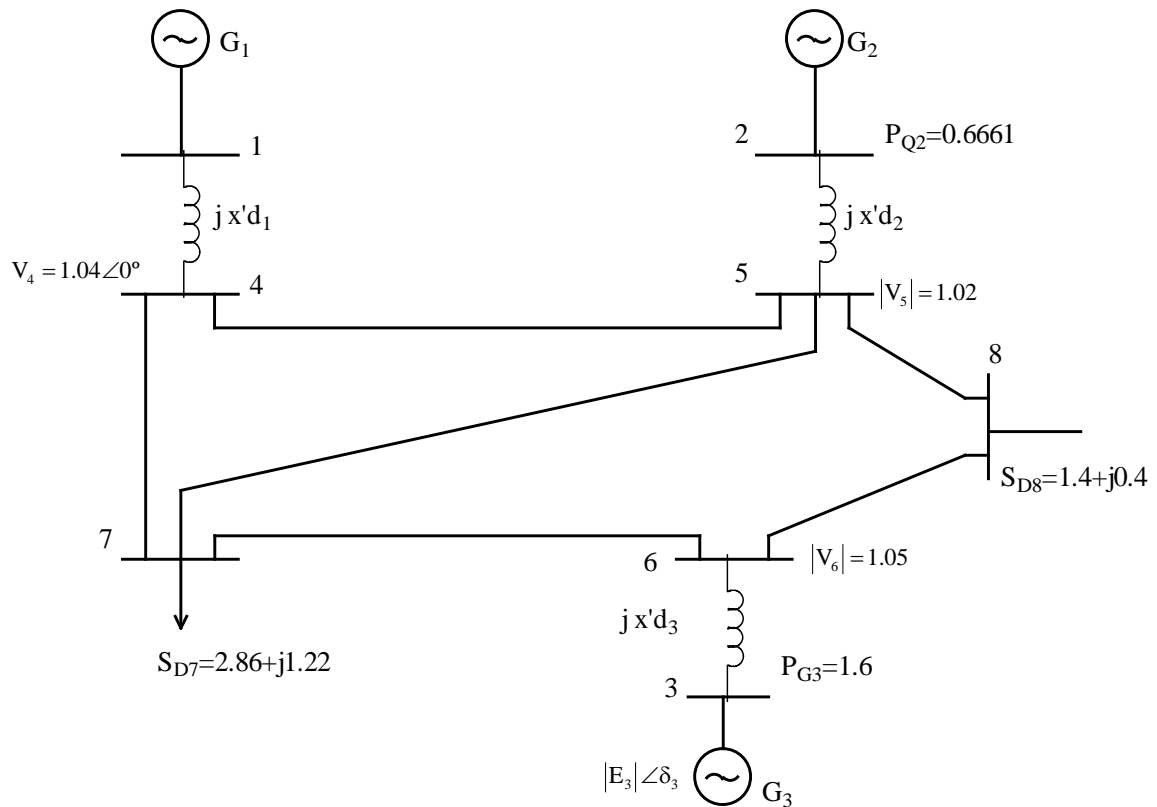 G1
G2
1
2
PQ2=0.6661
j x'd1
j x'd2
V4 = 1.04∠0º
4
5
|V5| = 1.02
8
SD8=1.4+j0.4
7
6
|V6| = 1.05
j x'd3
SD7=2.86+j1.22
PG3=1.6
3
|E3|∠δ3
G3